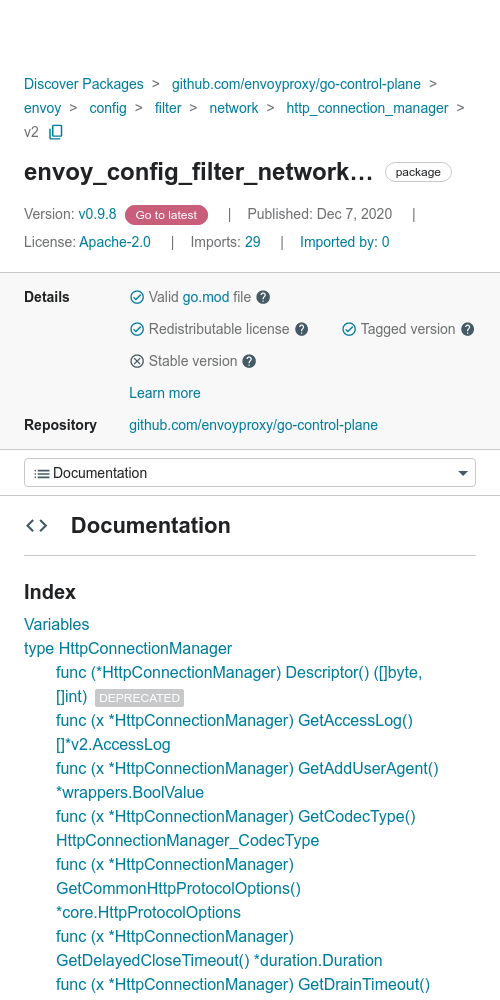 Discover Packages > github.com/envoyproxy/go-control-plane >
envoy > config > filter > network > http_connection_manager >
v2
envoy_config_filter_network… package
Version: v0.9.8 Go to latest | Published: Dec 7, 2020 |
License: Apache-2.0 | Imports: 29 | Imported by: 0
Details Valid go.mod file ?
Redistributable license ? Tagged version ?
Stable version ?
Learn more
Repository github.com/envoyproxy/go-control-plane
Documentation
<> Documentation
Index
Variables
type HttpConnectionManager
func (*HttpConnectionManager) Descriptor() ([]byte,
[]int) DEPRECATED
func (x *HttpConnectionManager) GetAccessLog()
[]*v2.AccessLog
func (x *HttpConnectionManager) GetAddUserAgent()
*wrappers.BoolValue
func (x *HttpConnectionManager) GetCodecType()
HttpConnectionManager_CodecType
func (x *HttpConnectionManager)
GetCommonHttpProtocolOptions()
*core.HttpProtocolOptions
func (x *HttpConnectionManager)
GetDelayedCloseTimeout() *duration.Duration
func (x *HttpConnectionManager) GetDrainTimeout()